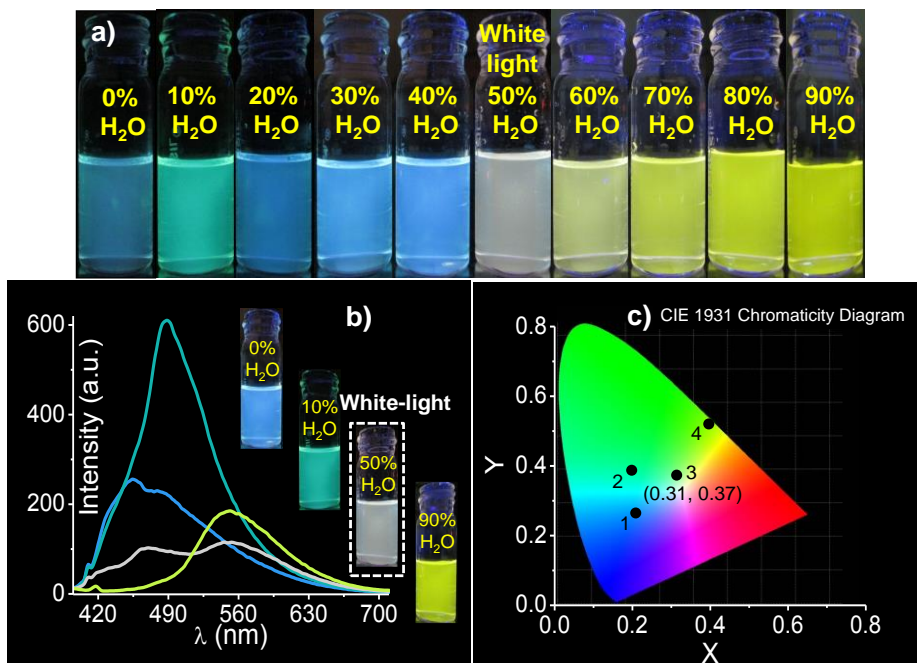 a)
0%
H₂O
10%
H₂O
20%
H₂O
30%
H₂O
40%
H₂O
White
light
50%
H₂O
60%
H₂O
70%
H₂O
80%
H₂O
90%
H₂O
b)
Intensity (a.u.)
600
400
200
0
420 490 560 630 700
λ (nm)
0%
H₂O
10%
H₂O
White-light
50%
H₂O
90%
H₂O
c) CIE 1931 Chromaticity Diagram
Y
0.8
0.6
0.4
0.2
0.0
0.0 0.2 0.4 0.6 0.8
X
4
3
2
(0.31, 0.37)
1